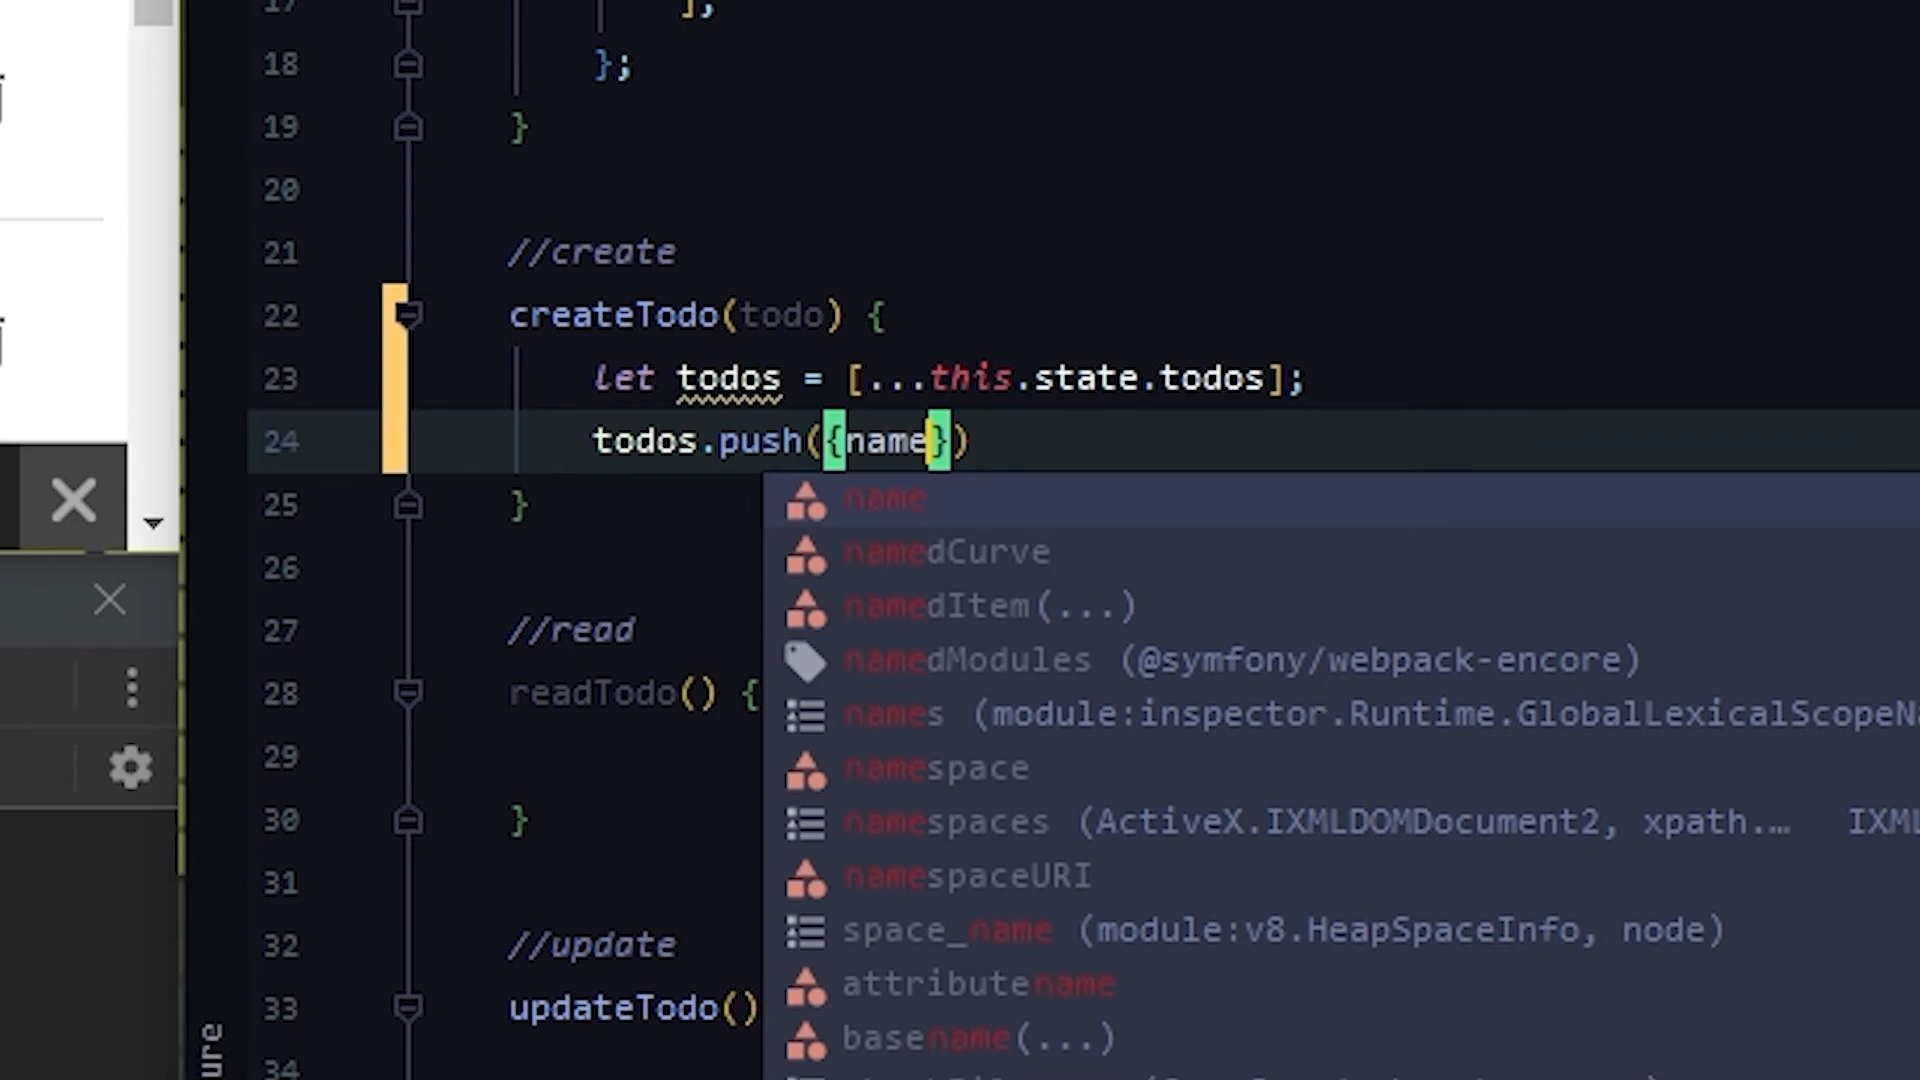 17 ];
18 };
19 }
20
21 //create
22 createTodo(todo) {
23 let todos = [...this.state.todos];
24 todos.push({name})
name
25 }
namedCurve
26
namedItem(...)
27 //read
namedModules (@symfony/webpack-encore)
28 readTodo() {
names (module:inspector.Runtime.GlobalLexicalScopeN
29
namespace
30 }
namespaces (ActiveX.IXMLDOMDocument2, xpath.… IXML
31
namespaceURI
32 //update
space_name (module:v8.HeapSpaceInfo, node)
attributename
33 updateTodo()
basename(...)
34
ure